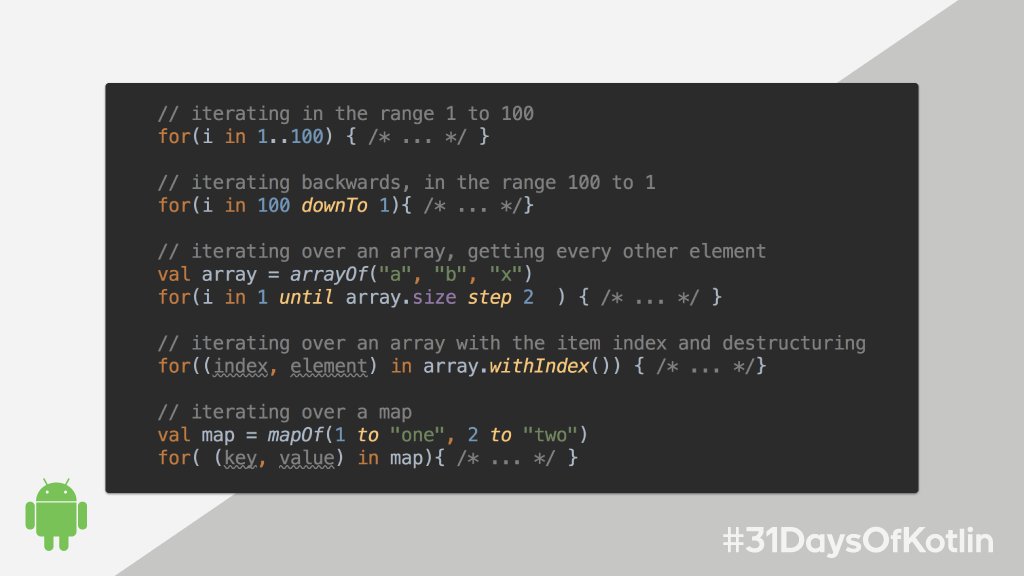 // iterating in the range 1 to 100
for(i in 1..100) { /* ... */ }
// iterating backwards, in the range 100 to 1
for(i in 100 downTo 1){ /* ... */}
// iterating over an array, getting every other element
val array = arrayOf("a", "b", "x")
for(i in 1 until array.size step 2  ) { /* ... */ }
// iterating over an array with the item index and destructuring
for((index, element) in array.withIndex()) { /* ... */}
// iterating over a map
val map = mapOf(1 to "one", 2 to "two")
for( (key, value) in map){ /* ... */ }
#31DaysOfKotlin